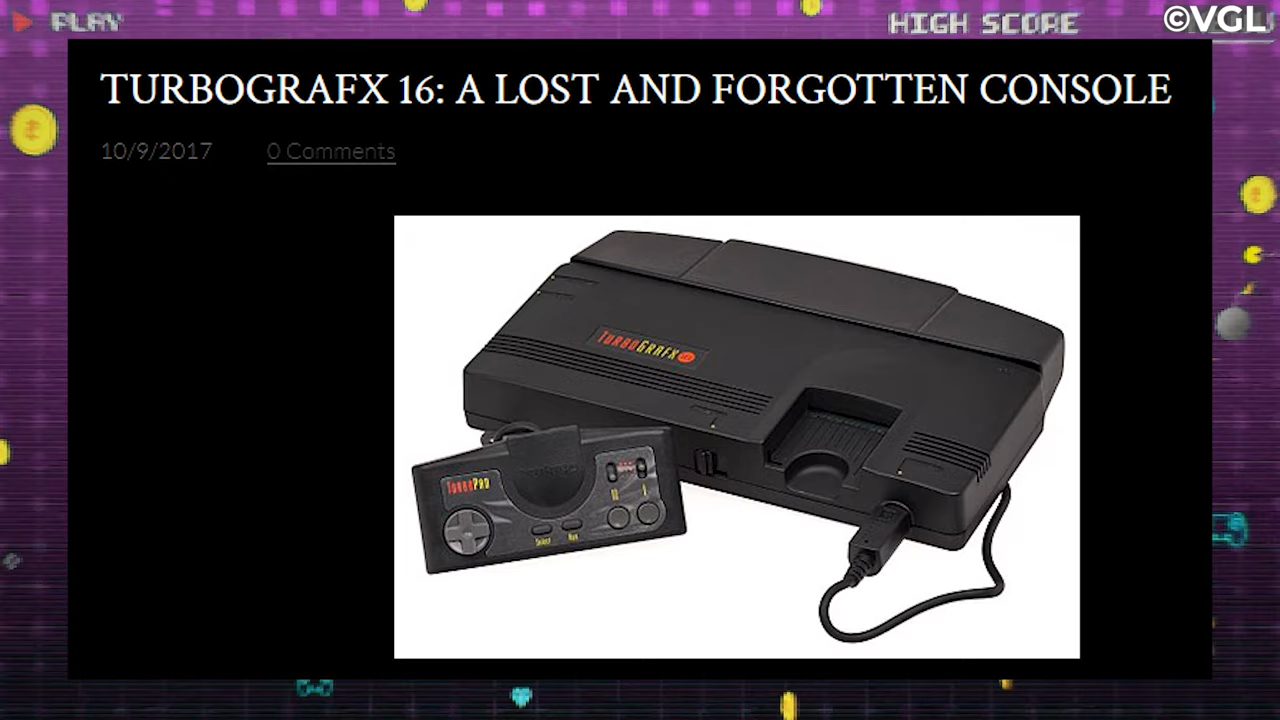 PLAY
HIGH SCORE
©VGL
TURBOGRAFX 16: A LOST AND FORGOTTEN CONSOLE
10/9/2017
0 Comments
TURBOGRAFX
TURBOPAD
II I
Select Run